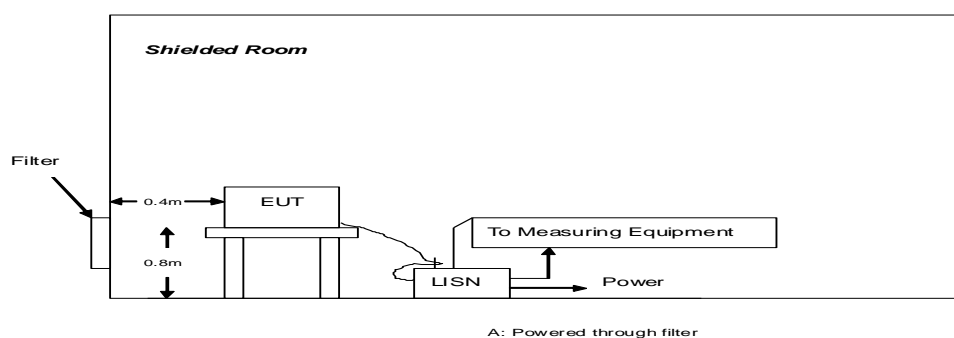 Shielded Room
Filter
0.4m
EUT
To Measuring Equipment
0.8m
LISN
Power
A: Powered through filter